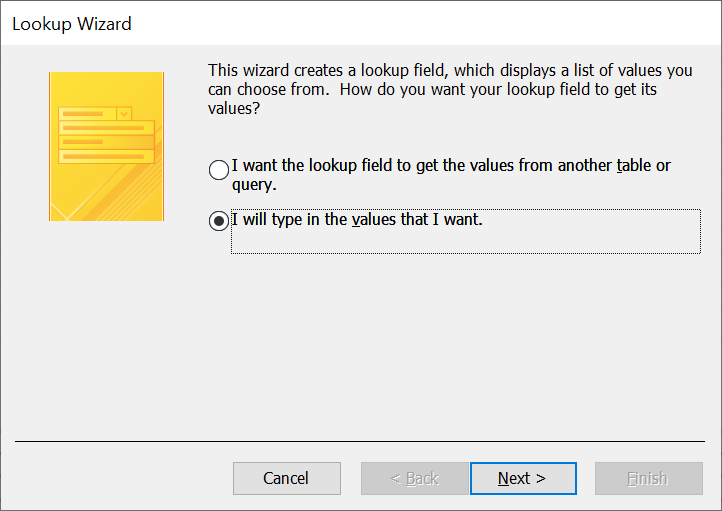 Lookup Wizard
This wizard creates a lookup field, which displays a list of values you
can choose from.  How do you want your lookup field to get its
values?
I want the lookup field to get the values from another table or
query.
I will type in the values that I want.
Cancel
< Back
Next >
Finish